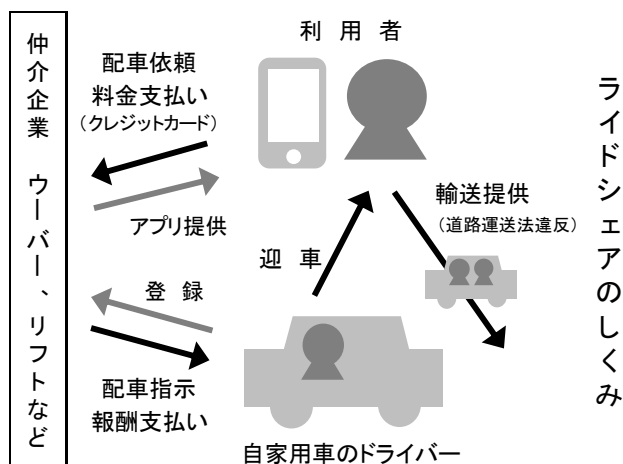 ライドシェアのしくみ
仲介企業　ウーバー、リフトなど
利 用 者
配車依頼
料金支払い
（クレジットカード）
アプリ提供
輸送提供
（道路運送法違反）
迎 車
登 録
配車指示
報酬支払い
自家用車のドライバー